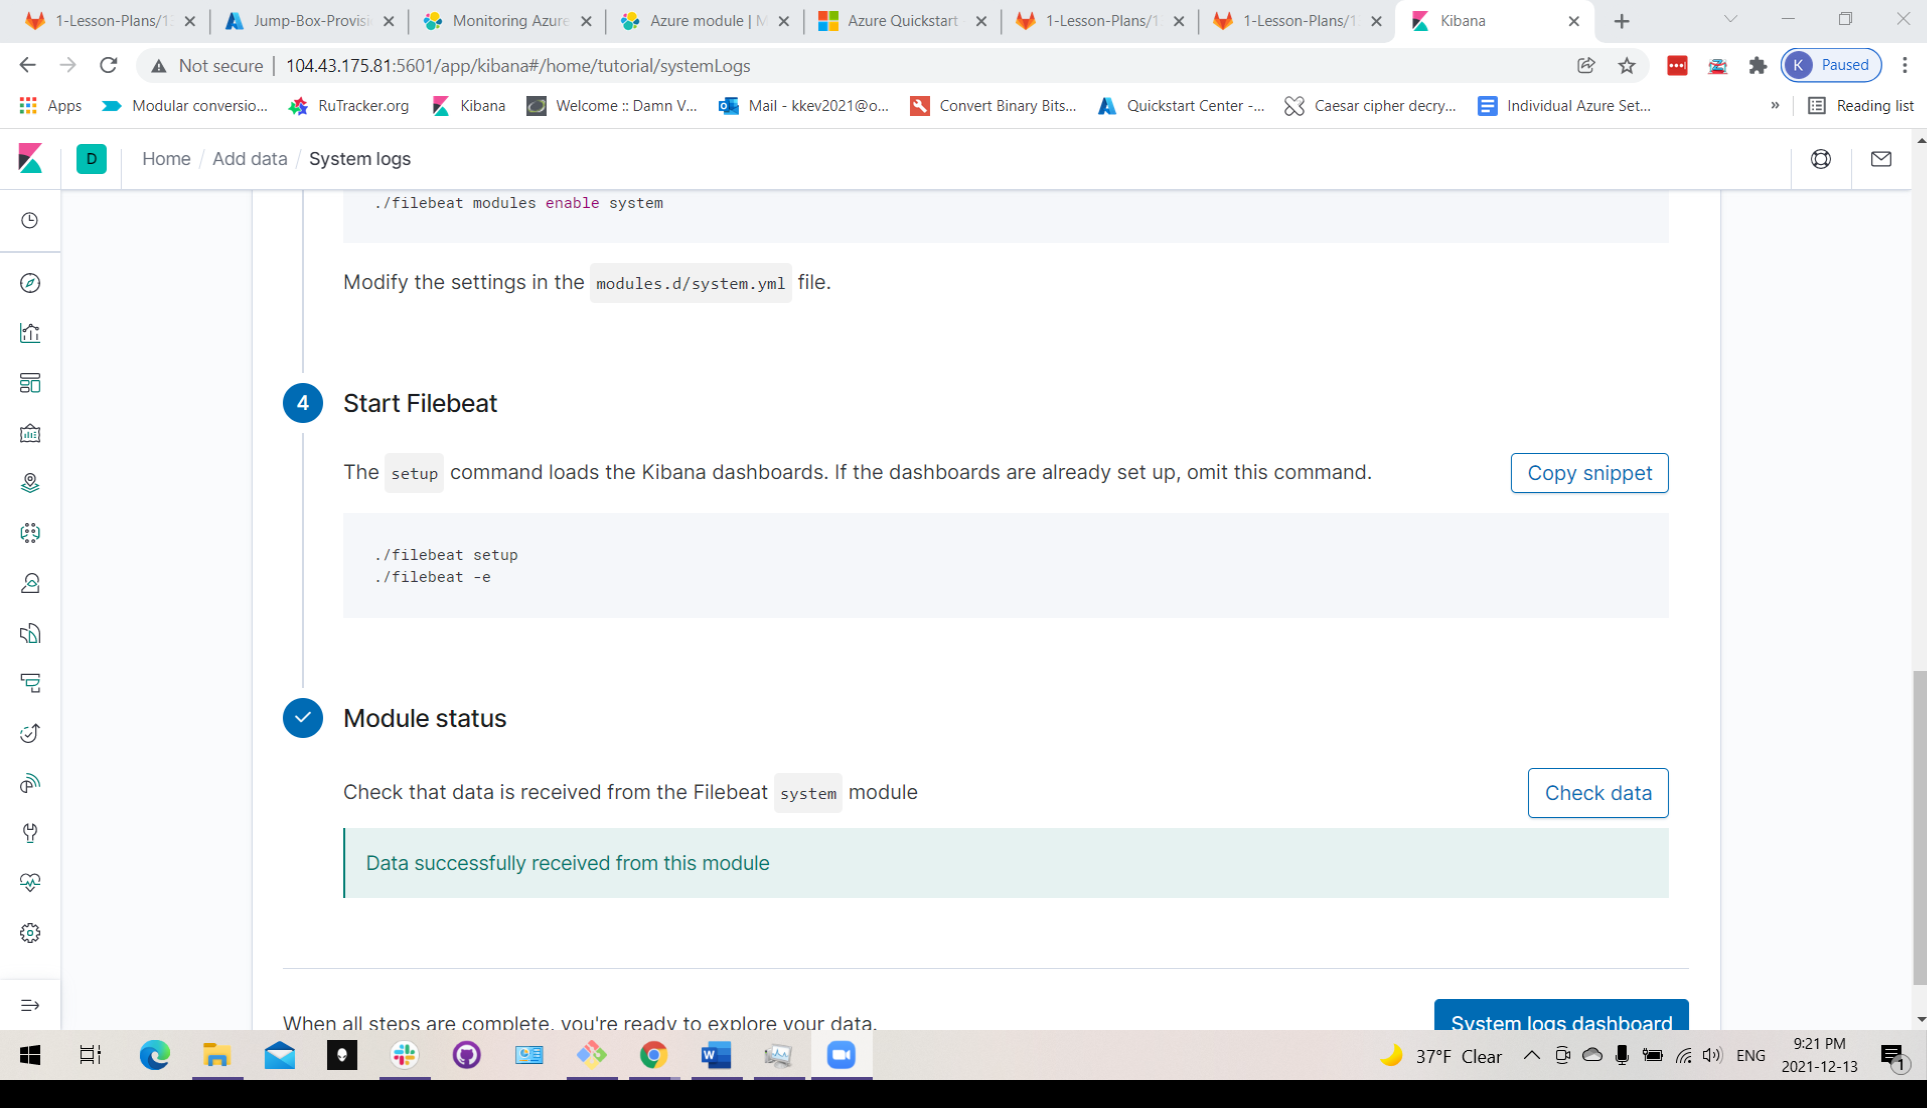 1-Lesson-Plans/1
Jump-Box-Provisi
Monitoring Azure
Azure module | M
Azure Quickstart
1-Lesson-Plans/1
1-Lesson-Plans/1
Kibana
Not secure | 104.43.175.81:5601/app/kibana#/home/tutorial/systemLogs
K Paused
Apps
Modular conversio...
RuTracker.org
Kibana
Welcome :: Damn V...
Mail - kkev2021@o...
Convert Binary Bits...
Quickstart Center -...
Caesar cipher decry...
Individual Azure Set...
»
Reading list
D
Home / Add data / System logs
./filebeat modules enable system
Modify the settings in the modules.d/system.yml file.
4 Start Filebeat
The setup command loads the Kibana dashboards. If the dashboards are already set up, omit this command.
Copy snippet
./filebeat setup
./filebeat -e
Module status
Check that data is received from the Filebeat system module
Check data
Data successfully received from this module
When all steps are complete, you're ready to explore your data.
System logs dashboard
37°F Clear
ENG
9:21 PM
2021-12-13
1